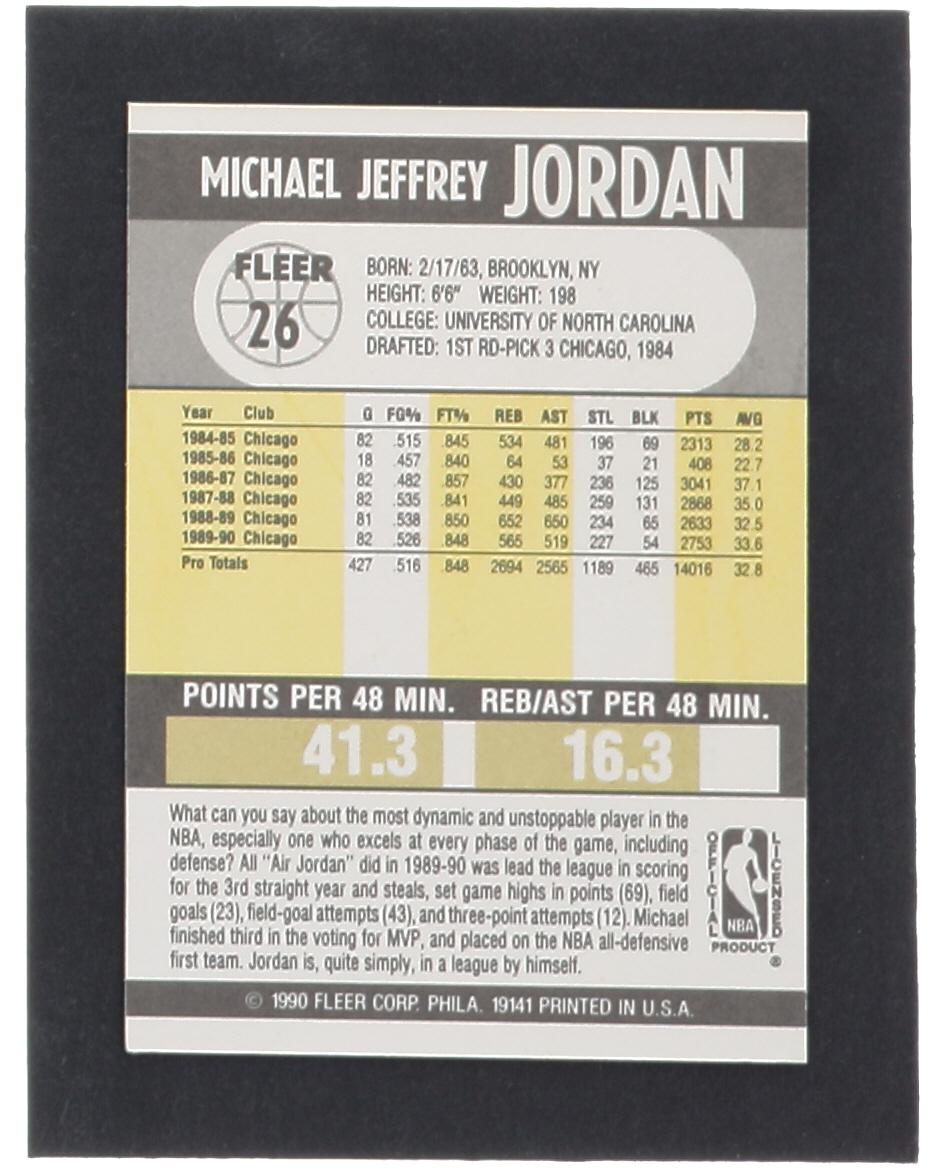 MICHAEL JEFFREY JORDAN
FLEER
26
BORN: 2/17/63, BROOKLYN, NY
HEIGHT: 6'6" WEIGHT: 198
COLLEGE: UNIVERSITY OF NORTH CAROLINA
DRAFTED: 1ST RD-PICK 3 CHICAGO, 1984
Year Club G FG% FT% REB AST STL BLK PTS AVG
1984-85 Chicago 82 .515 .845 534 481 196 69 2313 28.2
1985-86 Chicago 18 .457 .840 64 53 37 21 408 22.7
1986-87 Chicago 82 .482 .857 430 377 236 125 3041 37.1
1987-88 Chicago 82 .535 .841 449 485 259 131 2868 35.0
1988-89 Chicago 81 .538 .850 652 650 234 65 2633 32.5
1989-90 Chicago 82 .526 .848 565 519 227 54 2753 33.6
Pro Totals 427 .516 .848 2694 2565 1189 465 14016 32.8
POINTS PER 48 MIN. REB/AST PER 48 MIN.
41.3 16.3
What can you say about the most dynamic and unstoppable player in the
NBA, especially one who excels at every phase of the game, including
defense? All "Air Jordan" did in 1989-90 was lead the league in scoring
for the 3rd straight year and steals, set game highs in points (69), field
goals (23), field-goal attempts (43), and three-point attempts (12). Michael
finished third in the voting for MVP, and placed on the NBA all-defensive
first team. Jordan is, quite simply, in a league by himself.
OFFICIAL
LICENSED
NBA
PRODUCT
®
© 1990 FLEER CORP. PHILA. 19141 PRINTED IN U.S.A.